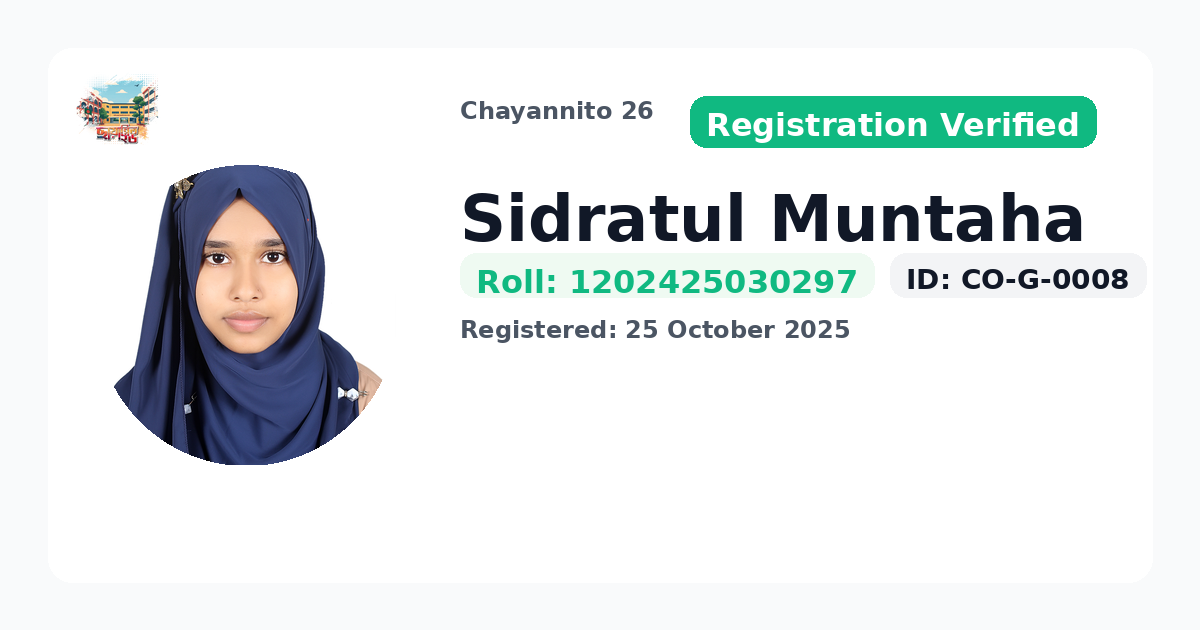 Chayannito 26
Registration Verified
Sidratul Muntaha
Roll: 1202425030297
ID: CO-G-0008
Registered: 25 October 2025